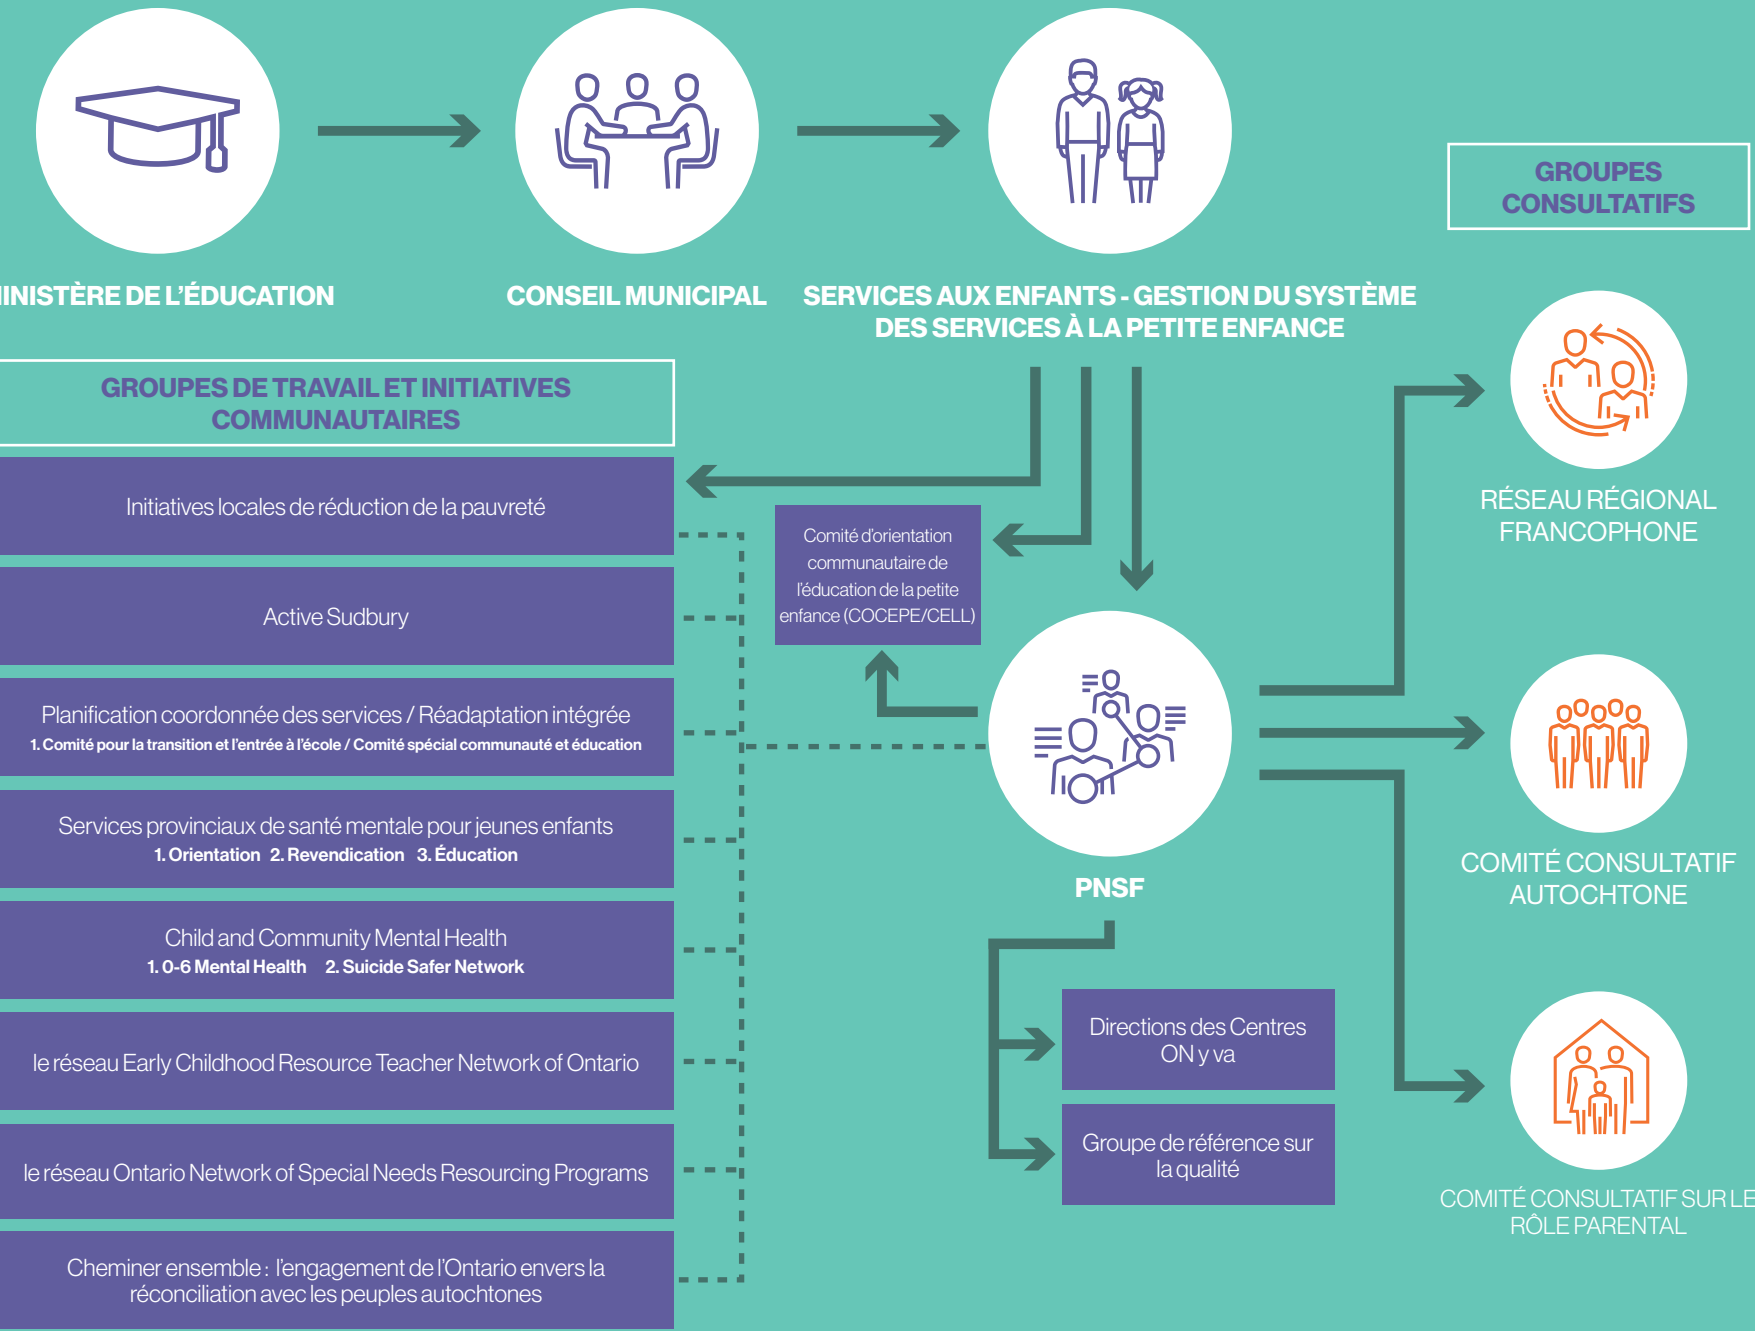 INISTÈRE DE L'ÉDUCATION
CONSEIL MUNICIPAL
SERVICES AUX ENFANTS - GESTION DU SYSTÈME
DES SERVICES À LA PETITE ENFANCE
GROUPES
CONSULTATIFS
GROUPES DE TRAVAIL ET INITIATIVES
COMMUNAUTAIRES
Initiatives locales de réduction de la pauvreté
Active Sudbury
Planification coordonnée des services / Réadaptation intégrée
1. Comité pour la transition et l'entrée à l'école / Comité spécial communauté et éducation
Services provinciaux de santé mentale pour jeunes enfants
1. Orientation 2. Revendication 3. Éducation
Child and Community Mental Health
1. 0-6 Mental Health 2. Suicide Safer Network
le réseau Early Childhood Resource Teacher Network of Ontario
le réseau Ontario Network of Special Needs Resourcing Programs
Cheminer ensemble : l'engagement de l'Ontario envers la
réconciliation avec les peuples autochtones
Comité d'orientation
communautaire de
l'éducation de la petite
enfance (COCEPE/CELL)
PNSF
Directions des Centres
ON y va
Groupe de référence sur
la qualité
RÉSEAU RÉGIONAL
FRANCOPHONE
COMITÉ CONSULTATIF
AUTOCHTONE
COMITÉ CONSULTATIF SUR LE
RÔLE PARENTAL